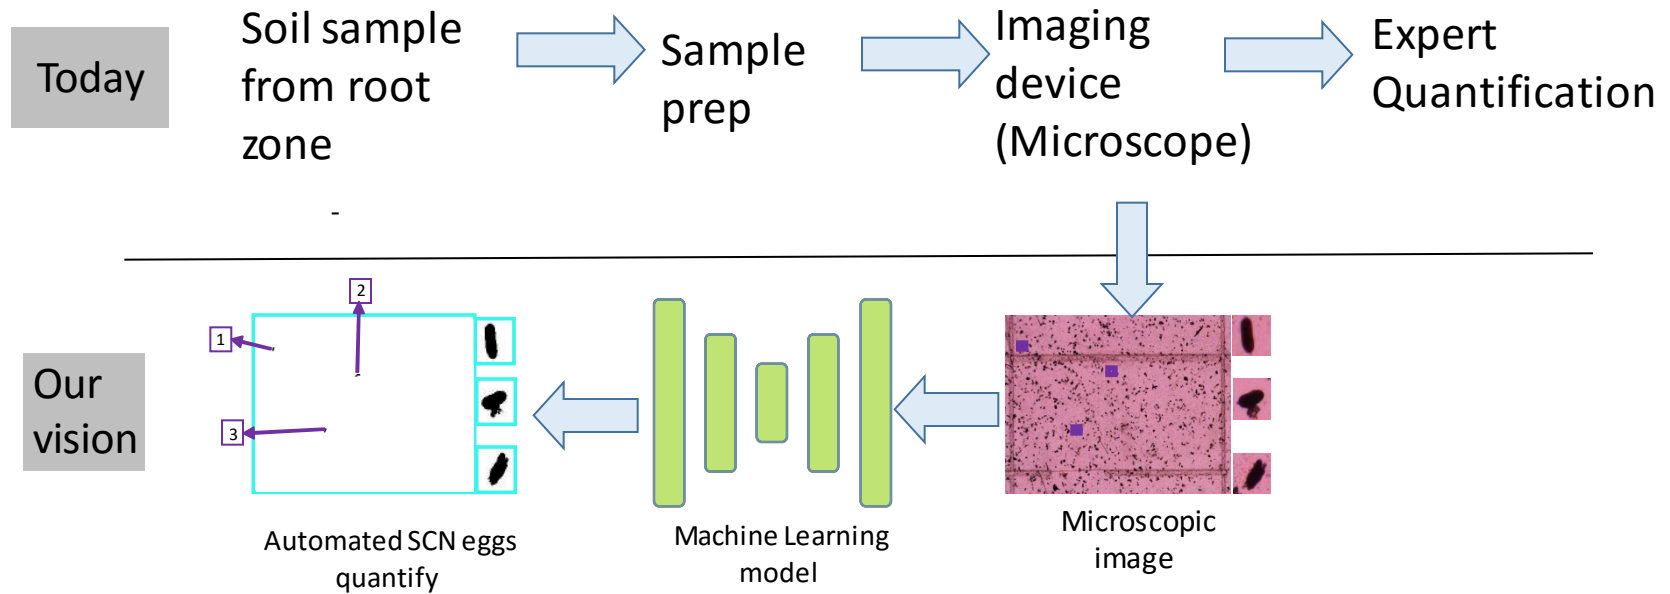 Today
Soil sample
from root
zone
Sample
prep
Imaging
device
(Microscope)
Expert
Quantification
-
Our
vision
1
2
3
Automated SCN eggs
quantify
Machine Learning
model
Microscopic
image